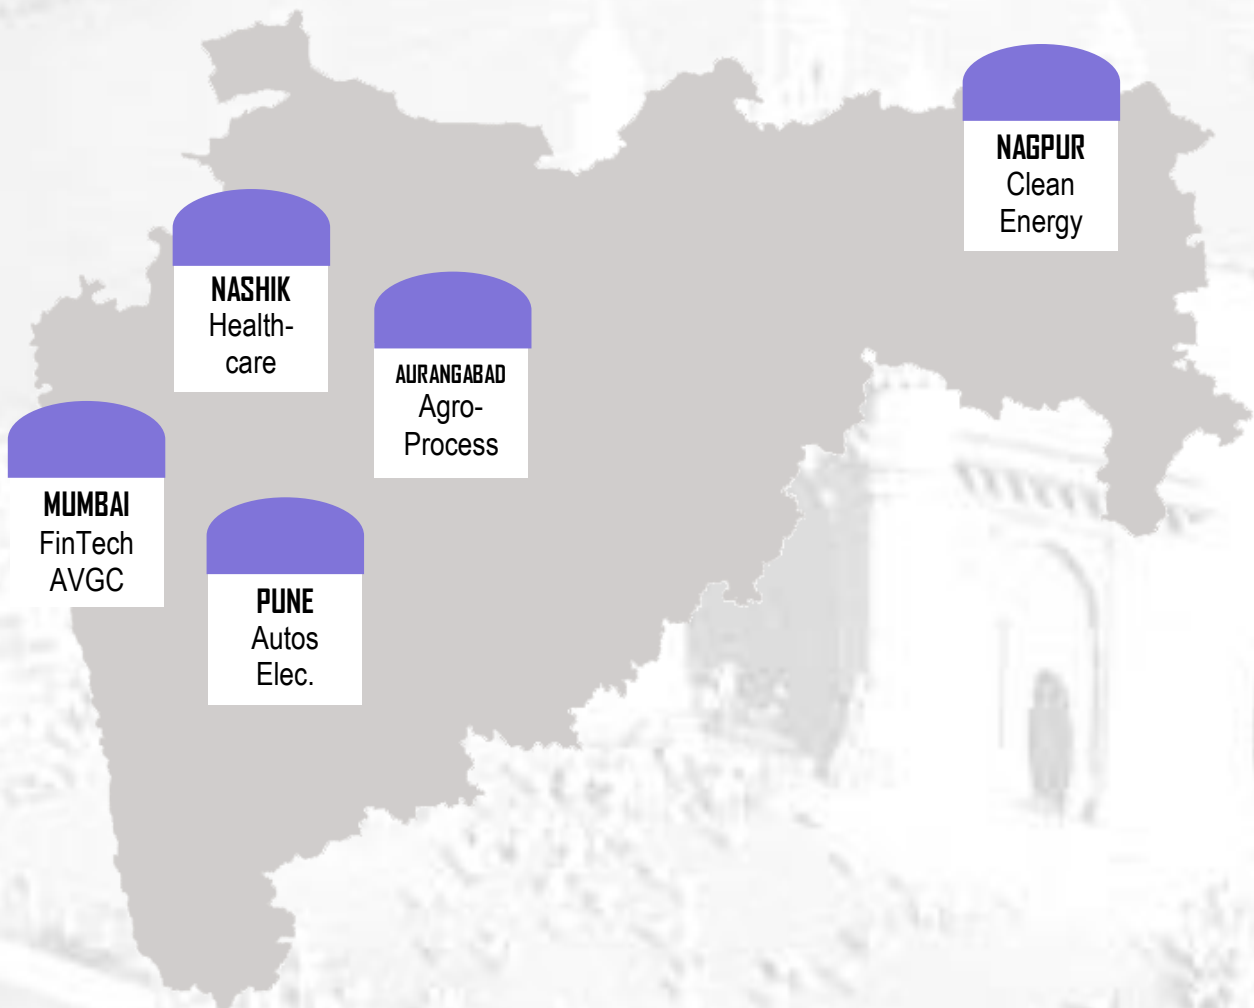 NAGPUR
Clean
Energy
NASHIK
Health-
care
AURANGABAD
Agro-
Process
MUMBAI
FinTech
AVGC
PUNE
Autos
Elec.